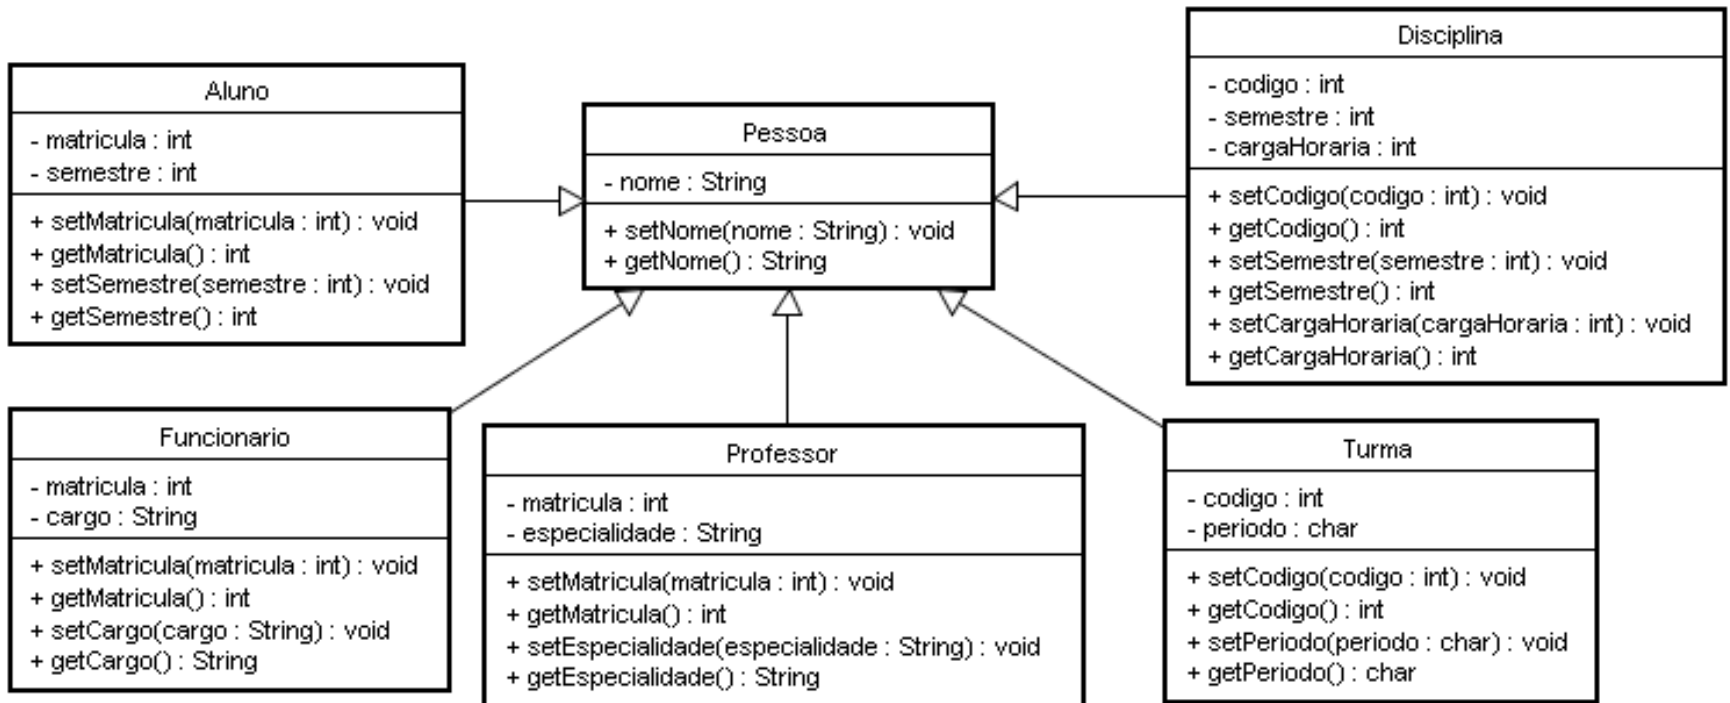 Aluno
- matricula : int
- semestre : int
+ setMatricula(matricula : int) : void
+ getMatricula() : int
+ setSemestre(semestre : int) : void
+ getSemestre() : int
Pessoa
- nome : String
+ setNome(nome : String) : void
+ getNome() : String
Disciplina
- codigo : int
- semestre : int
- cargaHoraria : int
+ setCodigo(codigo : int) : void
+ getCodigo() : int
+ setSemestre(semestre : int) : void
+ getSemestre() : int
+ setCargaHoraria(cargaHoraria : int) : void
+ getCargaHoraria() : int
Funcionario
- matricula : int
- cargo : String
+ setMatricula(matricula : int) : void
+ getMatricula() : int
+ setCargo(cargo : String) : void
+ getCargo() : String
Professor
- matricula : int
- especialidade : String
+ setMatricula(matricula : int) : void
+ getMatricula() : int
+ setEspecialidade(especialidade : String) : void
+ getEspecialidade() : String
Turma
- codigo : int
- periodo : char
+ setCodigo(codigo : int) : void
+ getCodigo() : int
+ setPeriodo(periodo : char) : void
+ getPeriodo() : char